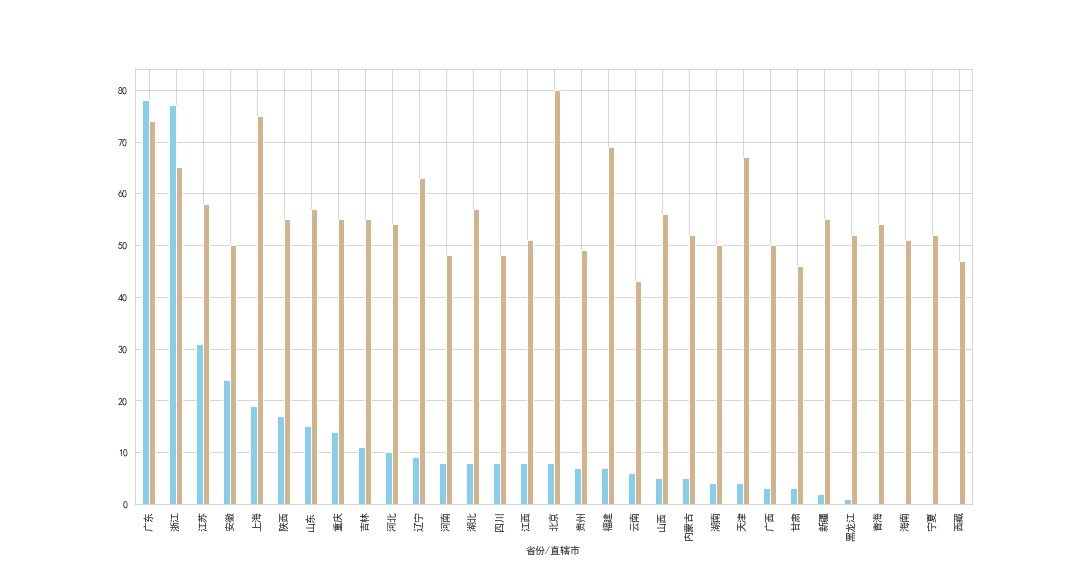 80
70
60
50
40
30
20
10
0
广东
浙江
江苏
安徽
上海
陕西
山东
重庆
吉林
河北
辽宁
河南
湖北
四川
江西
北京
贵州
福建
云南
山西
内蒙古
湖南
天津
广西
甘肃
新疆
黑龙江
青海
海南
宁夏
西藏
省份/直辖市